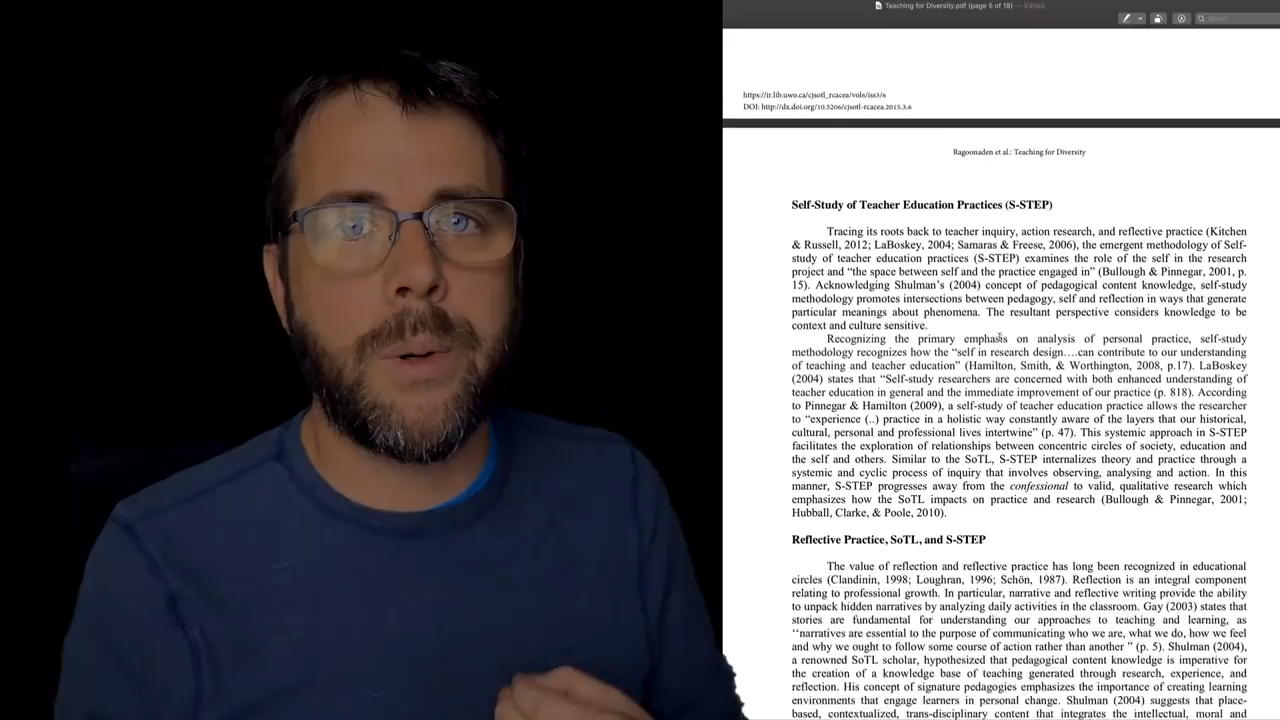 Teaching for Diversity.pdf (page 5 of 18) — Edited
Search
https://ir.lib.uwo.ca/cjsotl_rcacea/vol6/iss3/6
DOI: http://dx.doi.org/10.5206/cjsotl-rcacea.2015.3.6
Ragoonaden et al.: Teaching for Diversity
Self-Study of Teacher Education Practices (S-STEP)
Tracing its roots back to teacher inquiry, action research, and reflective practice (Kitchen
& Russell, 2012; LaBoskey, 2004; Samaras & Freese, 2006), the emergent methodology of Self-
study of teacher education practices (S-STEP) examines the role of the self in the research
project and “the space between self and the practice engaged in” (Bullough & Pinnegar, 2001, p.
15). Acknowledging Shulman’s (2004) concept of pedagogical content knowledge, self-study
methodology promotes intersections between pedagogy, self and reflection in ways that generate
particular meanings about phenomena. The resultant perspective considers knowledge to be
context and culture sensitive.
Recognizing the primary emphasis on analysis of personal practice, self-study
methodology recognizes how the “self in research design….can contribute to our understanding
of teaching and teacher education” (Hamilton, Smith, & Worthington, 2008, p.17). LaBoskey
(2004) states that “Self-study researchers are concerned with both enhanced understanding of
teacher education in general and the immediate improvement of our practice (p. 818). According
to Pinnegar & Hamilton (2009), a self-study of teacher education practice allows the researcher
to “experience (..) practice in a holistic way constantly aware of the layers that our historical,
cultural, personal and professional lives intertwine” (p. 47). This systemic approach in S-STEP
facilitates the exploration of relationships between concentric circles of society, education and
the self and others. Similar to the SoTL, S-STEP internalizes theory and practice through a
systemic and cyclic process of inquiry that involves observing, analysing and action. In this
manner, S-STEP progresses away from the confessional to valid, qualitative research which
emphasizes how the SoTL impacts on practice and research (Bullough & Pinnegar, 2001;
Hubball, Clarke, & Poole, 2010).
Reflective Practice, SoTL, and S-STEP
The value of reflection and reflective practice has long been recognized in educational
circles (Clandinin, 1998; Loughran, 1996; Schön, 1987). Reflection is an integral component
relating to professional growth. In particular, narrative and reflective writing provide the ability
to unpack hidden narratives by analyzing daily activities in the classroom. Gay (2003) states that
stories are fundamental for understanding our approaches to teaching and learning, as
‘‘narratives are essential to the purpose of communicating who we are, what we do, how we feel
and why we ought to follow some course of action rather than another ” (p. 5). Shulman (2004),
a renowned SoTL scholar, hypothesized that pedagogical content knowledge is imperative for
the creation of a knowledge base of teaching generated through research, experience, and
reflection. His concept of signature pedagogies emphasizes the importance of creating learning
environments that engage learners in personal change. Shulman (2004) suggests that place-
based, contextualized, trans-disciplinary content that integrates the intellectual, moral and